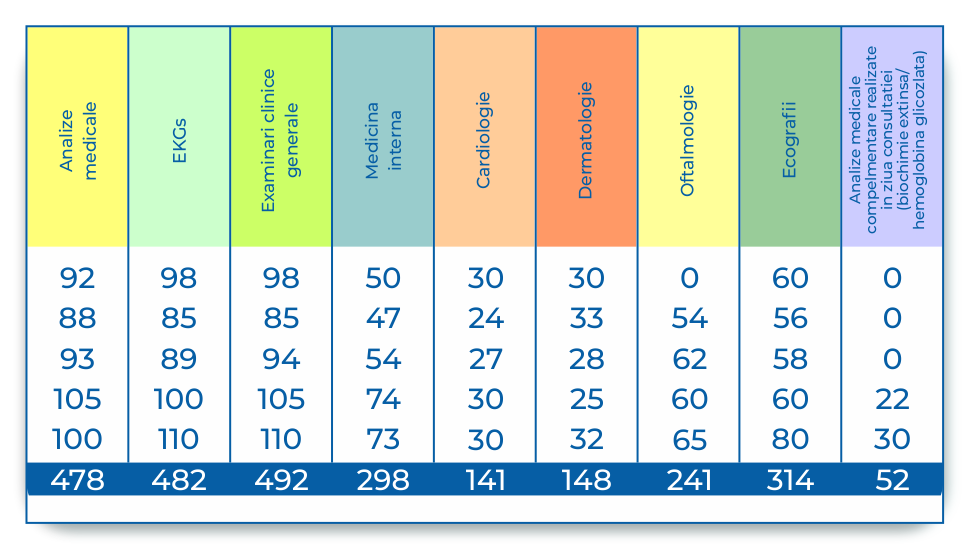 Analize
medicale
EKGs
Examinari clinice
generale
Medicina
interna
Cardiologie
Dermatologie
Oftalmologie
Ecografii
Analize medicale
compelmentare realizate
in ziua consultatiei
(biochimie extinsa/
hemoglobina glicozlata)
92 98 98 50 30 30 0 60 0
88 85 85 47 24 33 54 56 0
93 89 94 54 27 28 62 58 0
105 100 105 74 30 25 60 60 22
100 110 110 73 30 32 65 80 30
478 482 492 298 141 148 241 314 52